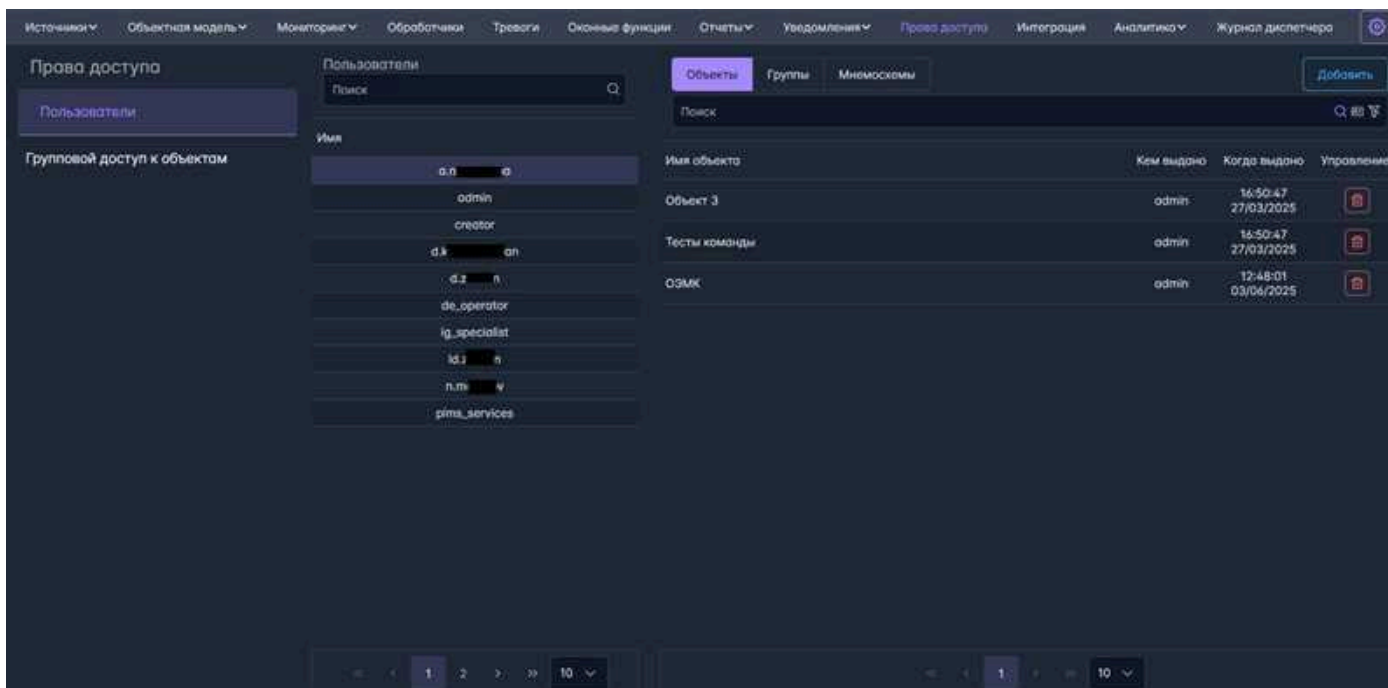 Источники Объектная модель Мониторинг Обработчики Тревоги Оконные функции Отчеты Уведомления Права доступа Интеграция Аналитика Журнал диспетчера
Права доступа
Пользователи
Групповой доступ к объектам
Пользователи
Поиск
Имя
a.n a
admin
creator
d.k an
d.z n
de_operator
ig_specialist
ld.z n
n.m v
pims_services
1 2 10
Объекты Группы Мнемосхемы Добавить
Поиск
Имя объекта Кем выдано Когда выдано Управление
Объект 3 admin 16:50:47
27/03/2025
Тесты команды admin 16:50:47
27/03/2025
ОЭМК admin 12:48:01
03/06/2025
1 10